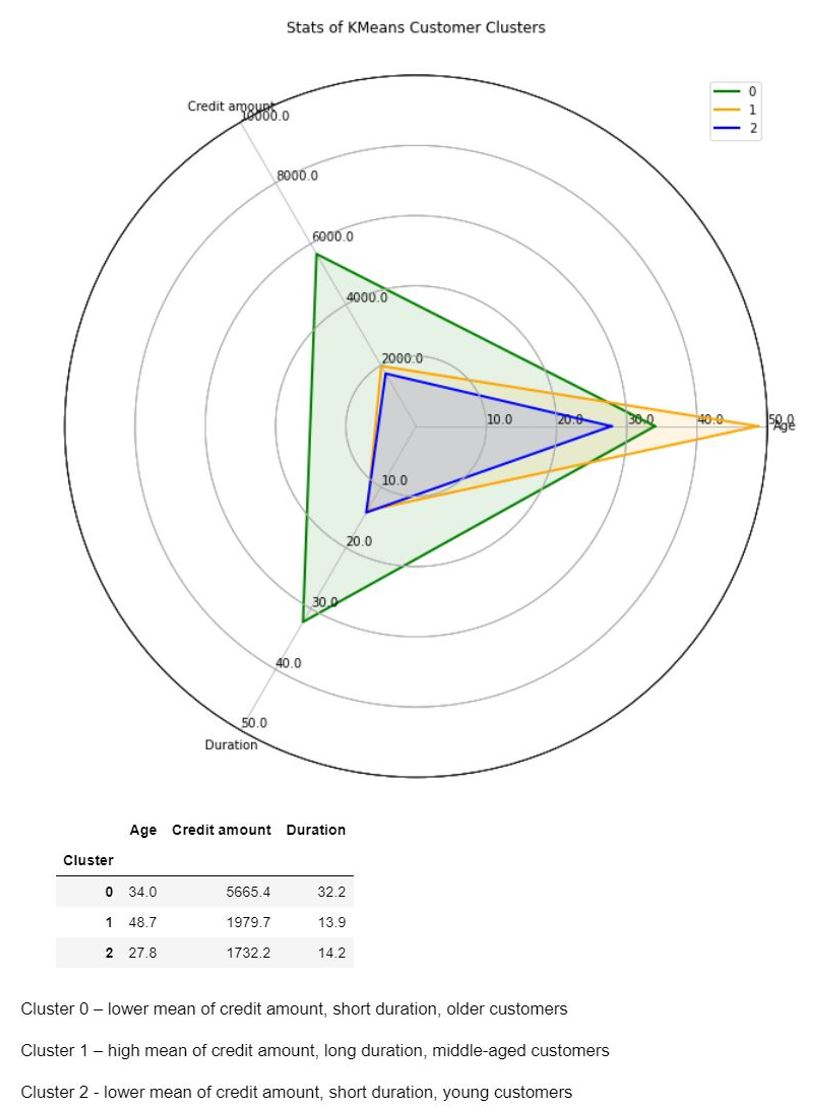 Stats of KMeans Customer Clusters
0
1
2
Credit amount
10000.0
8000.0
6000.0
4000.0
2000.0
10.0 20.0 30.0 40.0 50.0
Age
10.0
20.0
30.0
40.0
50.0
Duration
Age Credit amount Duration
Cluster
0 34.0 5665.4 32.2
1 48.7 1979.7 13.9
2 27.8 1732.2 14.2
Cluster 0 – lower mean of credit amount, short duration, older customers
Cluster 1 – high mean of credit amount, long duration, middle-aged customers
Cluster 2 - lower mean of credit amount, short duration, young customers